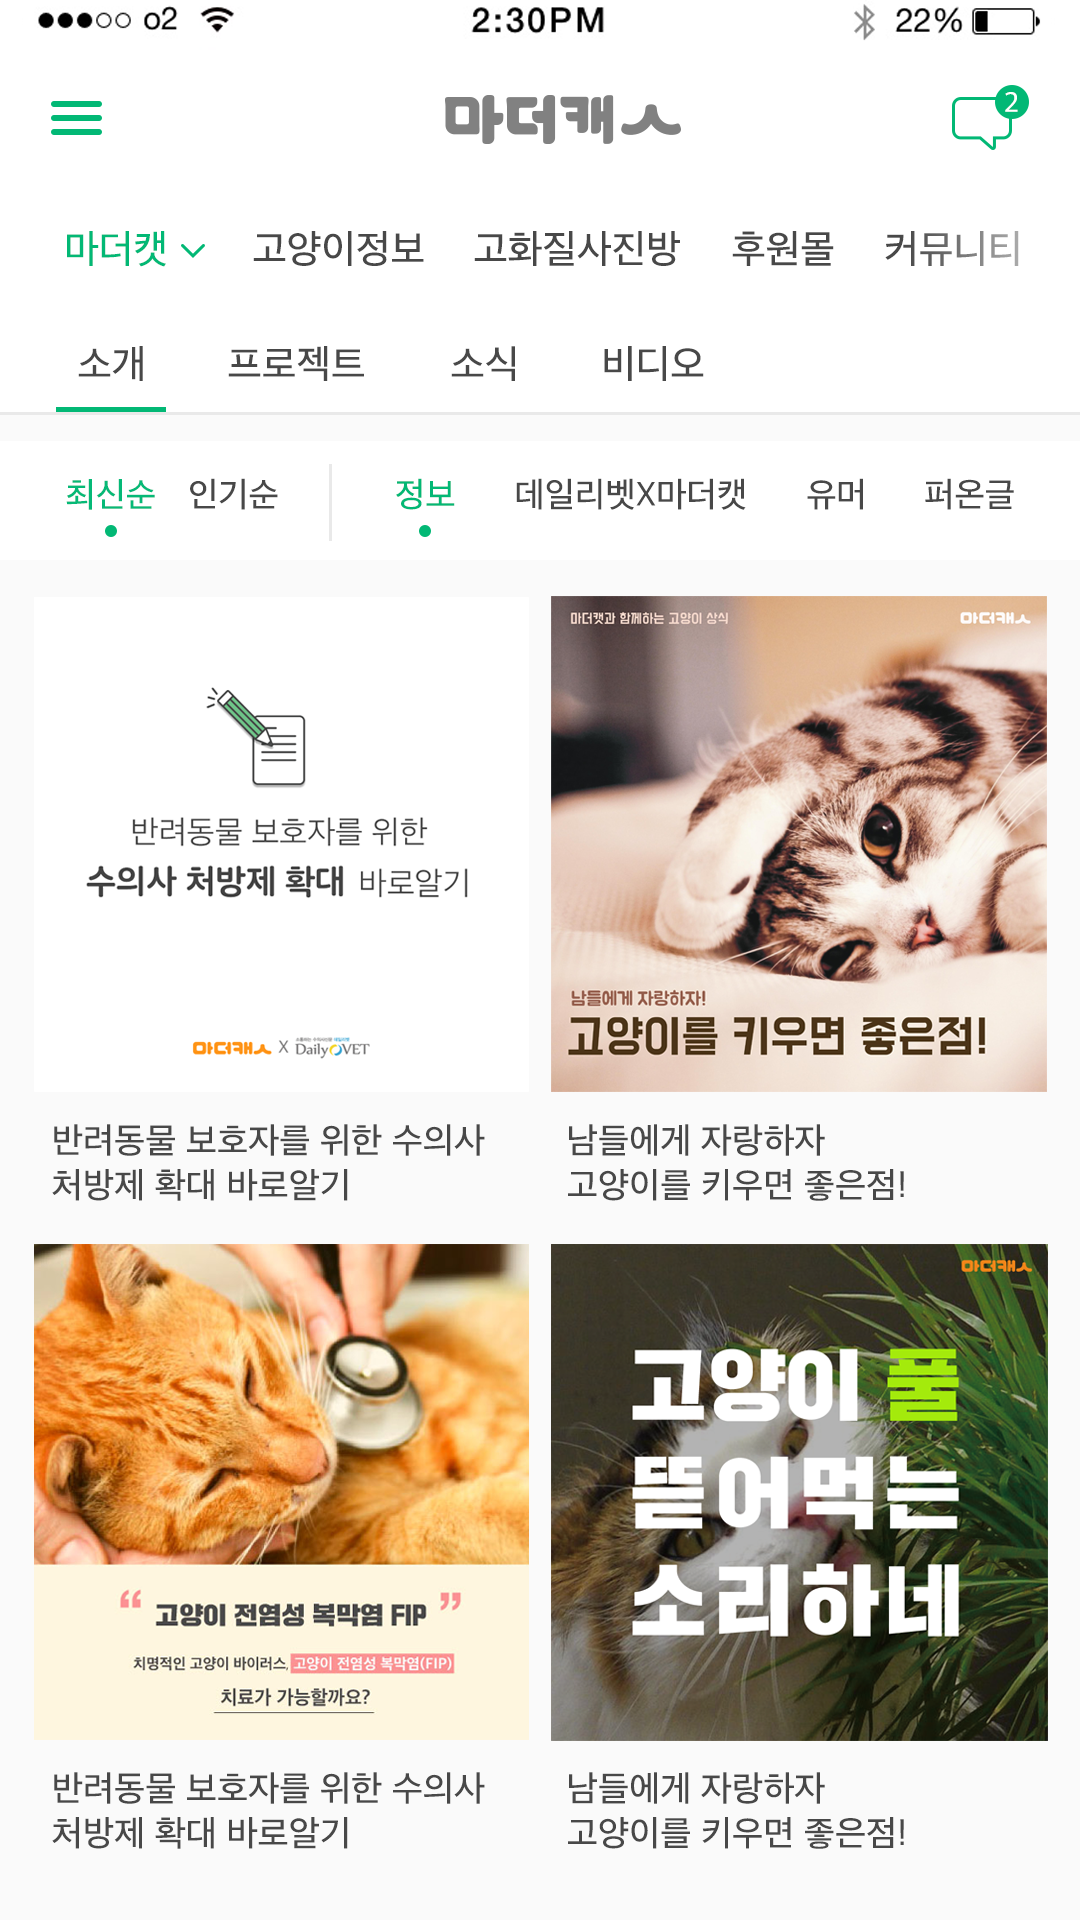 o2 2:30PM 22%
마더캣
2
마더캣 고양이정보 고화질사진방 후원몰 커뮤니티
소개 프로젝트 소식 비디오
최신순 인기순 정보 데일리벳X마더캣 유머 퍼온글
반려동물 보호자를 위한
수의사 처방제 확대 바로알기
마더캣 X DailyVET
마더캣과 함께하는 고양이 상식 마더캣
남들에게 자랑하자!
고양이를 키우면 좋은점!
반려동물 보호자를 위한 수의사
처방제 확대 바로알기
남들에게 자랑하자
고양이를 키우면 좋은점!
“ 고양이 전염성 복막염 FIP ”
치명적인 고양이 바이러스, 고양이 전염성 복막염(FIP)
치료가 가능할까요?
마더캣
고양이 풀
뜯어먹는
소리하네
반려동물 보호자를 위한 수의사
처방제 확대 바로알기
남들에게 자랑하자
고양이를 키우면 좋은점!